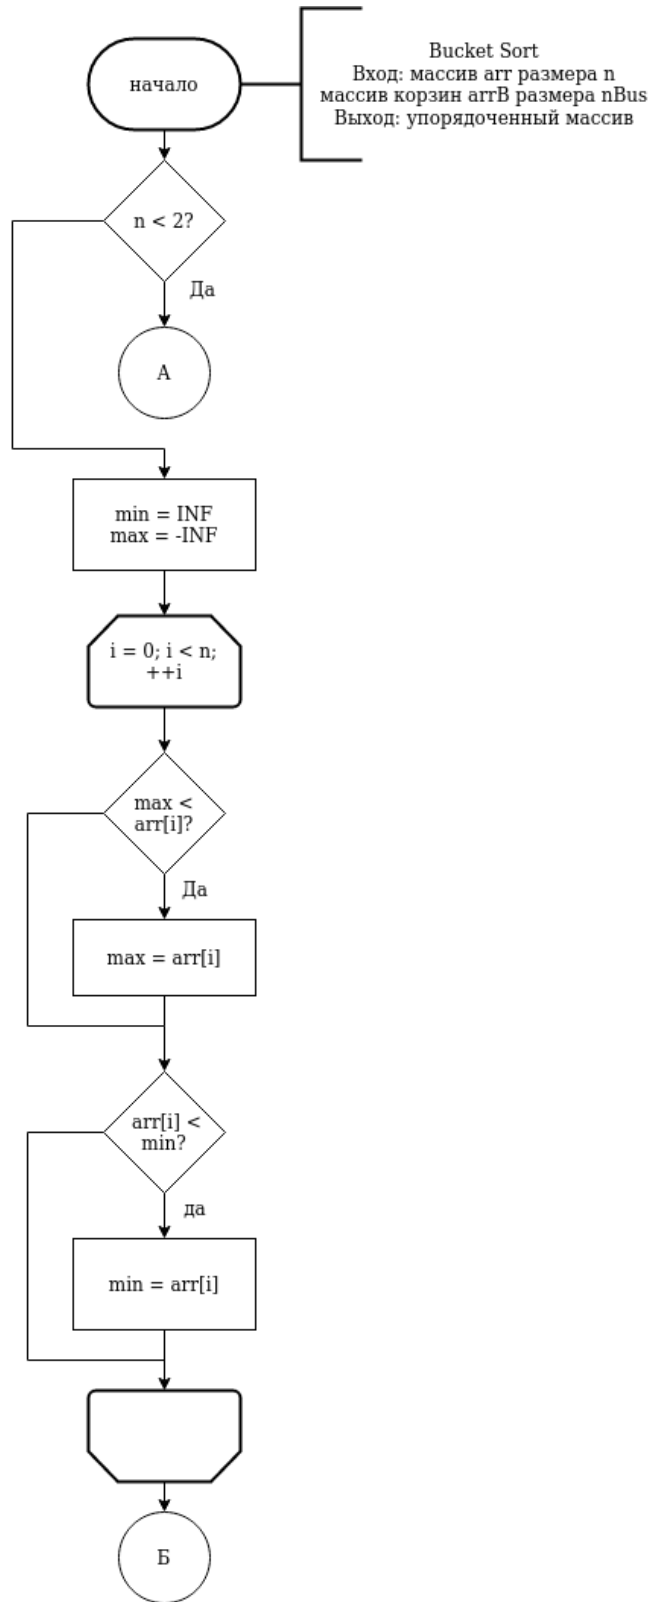 начало
Bucket Sort
Вход: массив arr размера n
массив корзин arrB размера nBus
Выход: упорядоченный массив
n < 2?
Да
А
min = INF
max = -INF
i = 0; i < n;
++i
max <
arr[i]?
Да
max = arr[i]
arr[i] <
min?
да
min = arr[i]
Б